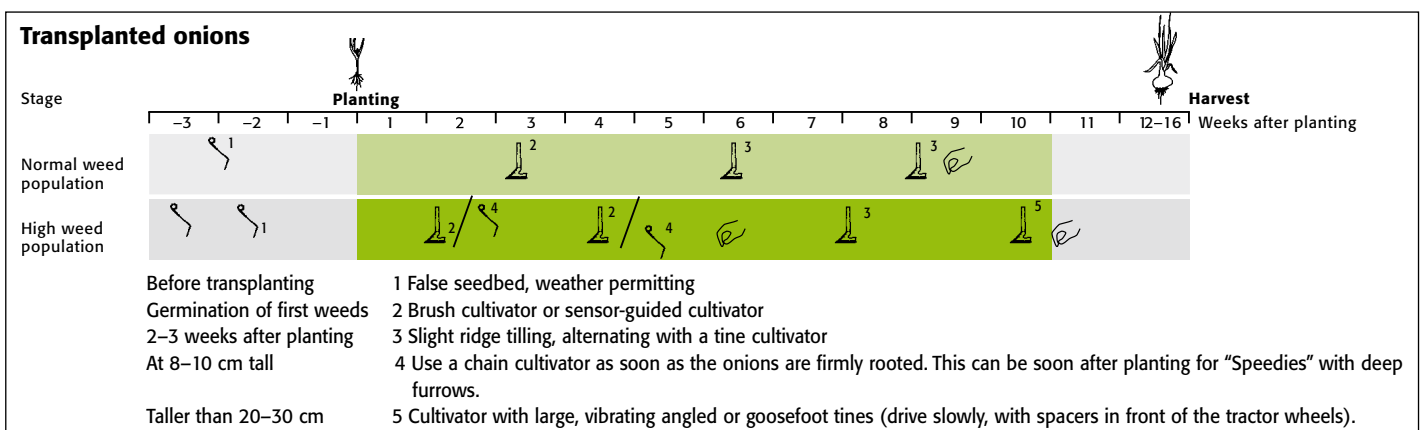 Transplanted onions
Stage
Planting
Harvest
–3 –2 –1 1 2 3 4 5 6 7 8 9 10 11 12–16 Weeks after planting
Normal weed
population
1 2 3 3
High weed
population
1 2 4 2 4 3 5
Before transplanting 1 False seedbed, weather permitting
Germination of first weeds 2 Brush cultivator or sensor-guided cultivator
2–3 weeks after planting 3 Slight ridge tilling, alternating with a tine cultivator
At 8–10 cm tall 4 Use a chain cultivator as soon as the onions are firmly rooted. This can be soon after planting for “Speedies” with deep
furrows.
Taller than 20–30 cm 5 Cultivator with large, vibrating angled or goosefoot tines (drive slowly, with spacers in front of the tractor wheels).